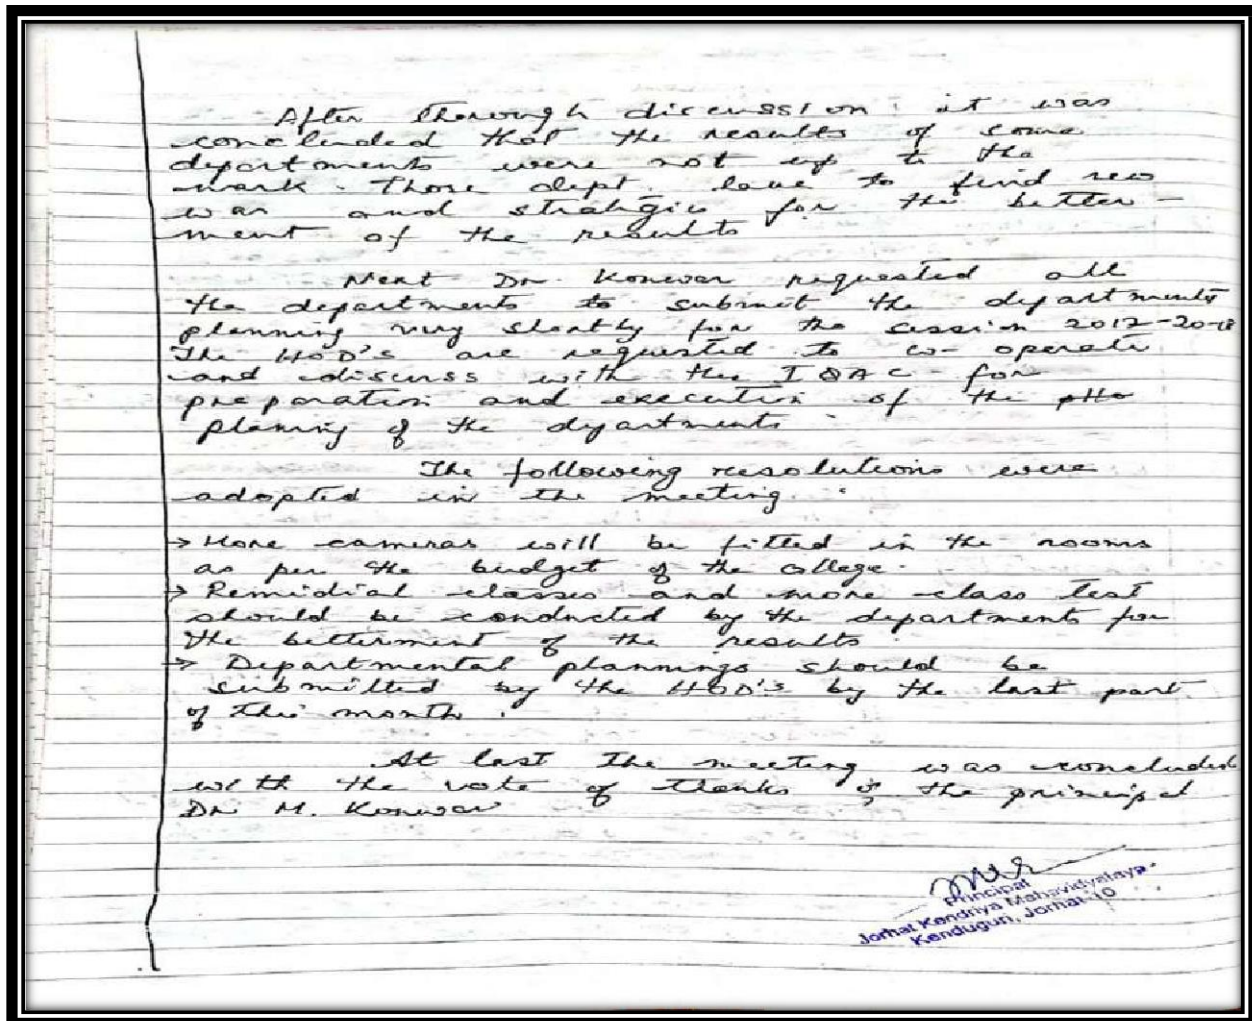 After thorough discussion it was
concluded that the results of some
departments were not up to the
mark. Those dept. have to find new
was and strategies for the better-
ment of the results
Next Dr. Konwar requested all
the departments to submit the departments
planning very shortly for the session 2017-2018
The HOD's are requested to co-operate
and discuss with the IQAC for
preparation and execution of the
planing of the departments
The following resolutions were
adopted in the meeting.
→ More cameras will be fitted in the rooms
as per the budget of the college.
→ Remidial classes and more class test
should be conducted by the departments for
the betterment of the results
→ Departmental plannings should be
submitted by the HOD's by the last part
of this month.
At last the meeting was concluded
with the vote of thanks of the principal
Dr M. Konwar
Principal
Jorhat Kendriya Mahavidyalaya
Kenduguri, Jorhat-10